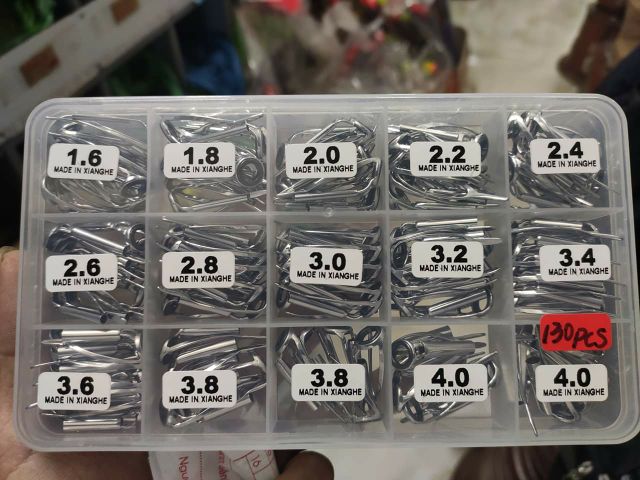 1.6
MADE IN XIANGHE
1.8
MADE IN XIANGHE
2.0
MADE IN XIANGHE
2.2
MADE IN XIANGHE
2.4
MADE IN XIANGHE
2.6
MADE IN XIANGHE
2.8
MADE IN XIANGHE
3.0
MADE IN XIANGHE
3.2
MADE IN XIANGHE
3.4
MADE IN XIANGHE
130pcs
3.6
MADE IN XIANGHE
3.8
MADE IN XIANGHE
3.8
MADE IN XIANGHE
4.0
MADE IN XIANGHE
4.0
MADE IN XIANGHE
16